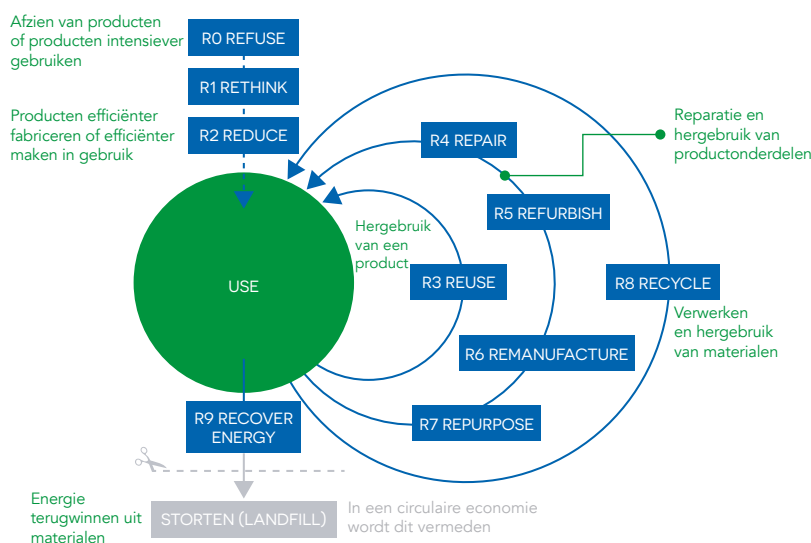 Afzien van producten
of producten intensiever
gebruiken
R0 REFUSE
R1 RETHINK
Producten efficiënter
fabriceren of efficiënter
maken in gebruik
R2 REDUCE
R4 REPAIR
Reparatie en
hergebruik van
productonderdelen
R5 REFURBISH
Hergebruik
van een
product
USE
R3 REUSE
R8 RECYCLE
Verwerken
en hergebruik
van materialen
R6 REMANUFACTURE
R7 REPURPOSE
R9 RECOVER
ENERGY
Energie
terugwinnen uit
materialen
STORTEN (LANDFILL)
In een circulaire economie
wordt dit vermeden